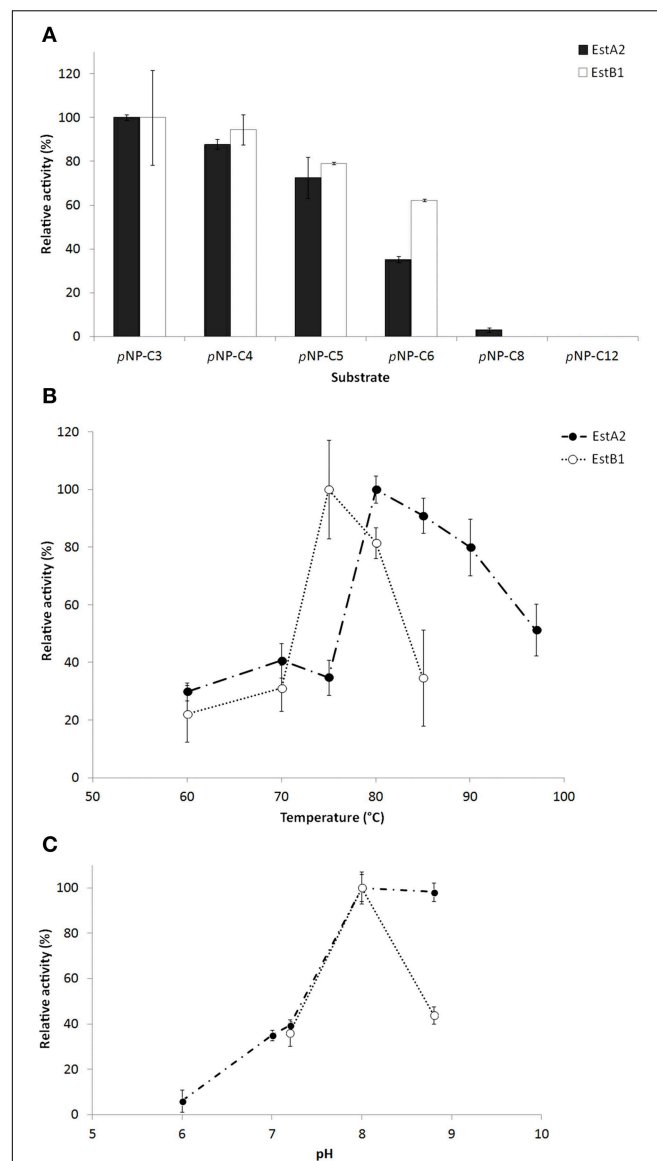 A
EstA2
EstB1
120
100
80
60
40
20
0
Relative activity (%)
pNP-C3 pNP-C4 pNP-C5 pNP-C6 pNP-C8 pNP-C12
Substrate
B
EstA2
EstB1
120
100
80
60
40
20
0
Relative activity (%)
50 60 70 80 90 100
Temperature (°C)
C
100
80
60
40
20
0
Relative activity (%)
5 6 7 8 9 10
pH